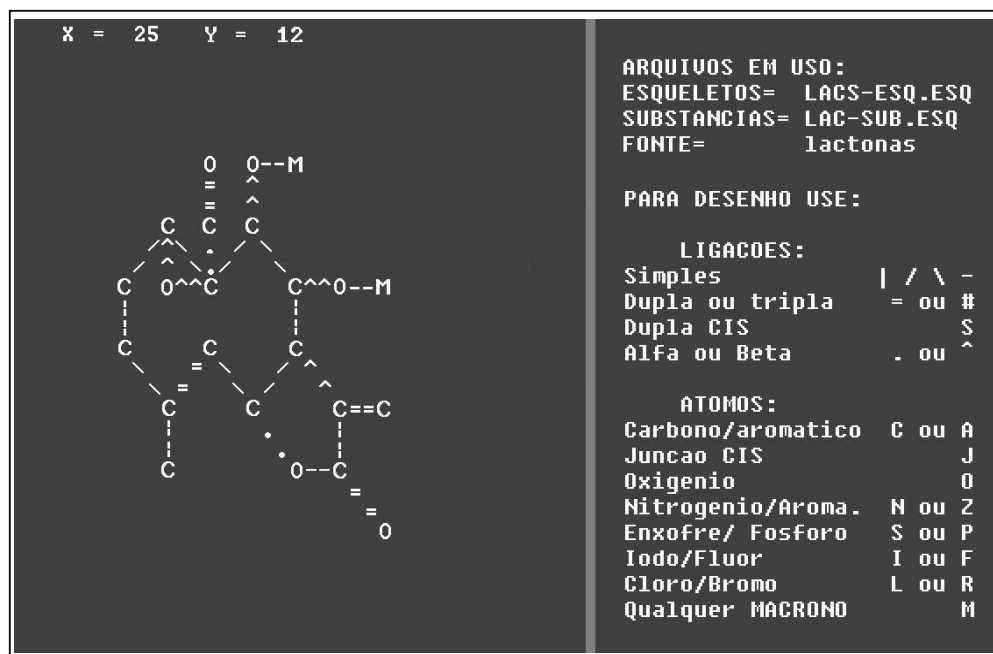 X = 25 Y = 12
O O--M
= ^
= ^
C C C
/ ^ \ . / \
/ ^ \ . / \
C O^^C C^^O--M
¦ ¦
¦ ¦
C C C
\ = / \ / ^
\ = / \ / ^
C C C==C
¦ . ¦
¦ . ¦
C O--C
=
=
O
ARQUIVOS EM USO:
ESQUELETOS= LACS-ESQ.ESQ
SUBSTANCIAS= LAC-SUB.ESQ
FONTE= lactonas
PARA DESENHO USE:
LIGACOES:
Simples | / \ -
Dupla ou tripla = ou #
Dupla CIS S
Alfa ou Beta . ou ^
ATOMOS:
Carbono/aromatico C ou A
Juncao CIS J
Oxigenio O
Nitrogenio/Aroma. N ou Z
Enxofre/ Fosforo S ou P
Iodo/Fluor I ou F
Cloro/Bromo L ou R
Qualquer MACRONO M